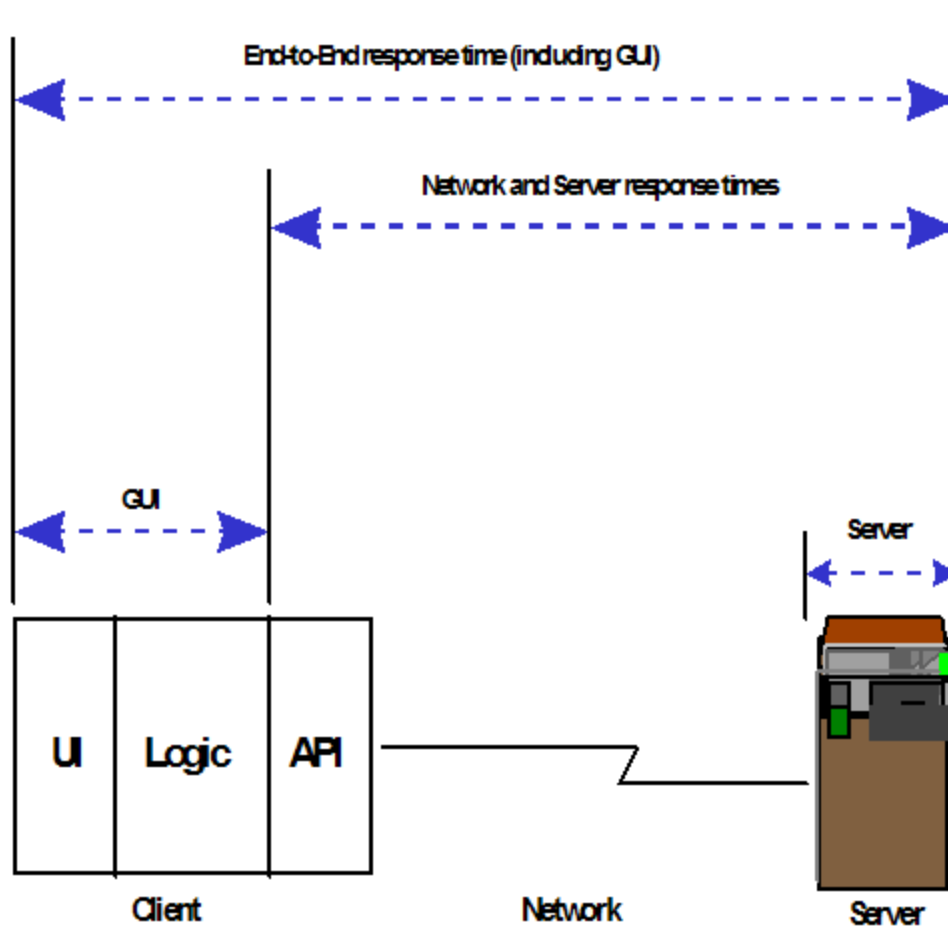 End-to-End response time (including GUI)
Network and Server response times
GUI
Server
UI
Logic
API
Client
Network
Server